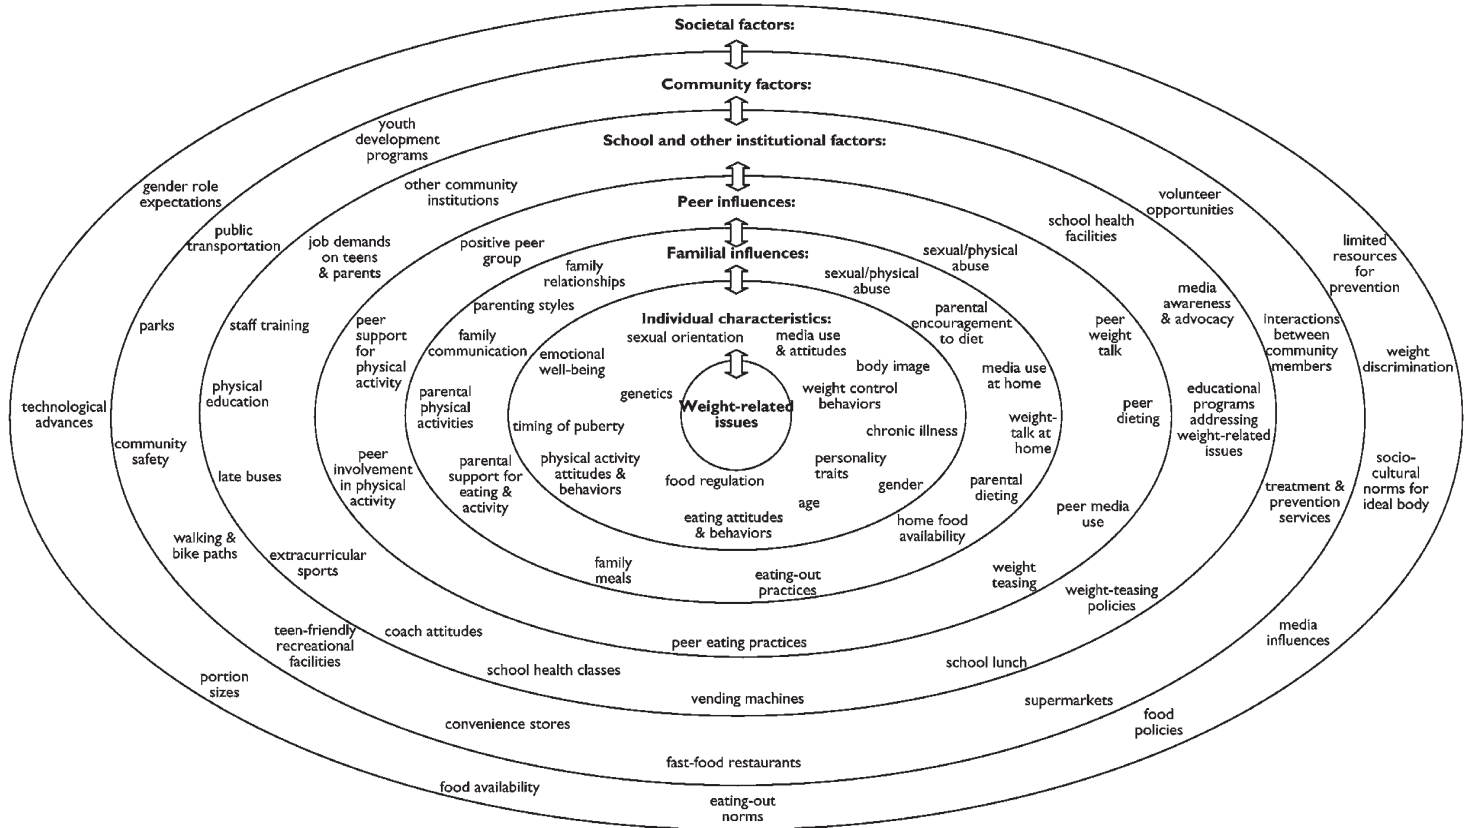 Societal factors:
Community factors:
youth
development
programs
School and other institutional factors:
gender role
expectations
other community
institutions
volunteer
opportunities
Peer influences:
school health
facilities
public
transportation
job demands
on teens
& parents
positive peer
group
limited
resources
for
prevention
Familial influences:
sexual/physical
abuse
family
relationships
sexual/physical
abuse
media
awareness
& advocacy
parenting styles
parental
encouragement
to diet
parks
staff training
peer
support
for
physical
activity
Individual characteristics:
peer
weight
talk
interactions
between
community
members
family
communication
sexual orientation
media use
& attitudes
emotional
well-being
body image
weight
discrimination
media use
at home
physical
education
parental
physical
activities
genetics
weight control
behaviors
educational
programs
addressing
weight-related
issues
technological
advances
Weight-related
issues
peer
dieting
weight-
talk at
home
timing of puberty
chronic illness
community
safety
peer
involvement
in physical
activity
parental
support for
eating &
activity
physical activity
attitudes &
behaviors
personality
traits
socio-
cultural
norms for
ideal body
late buses
food regulation
gender
parental
dieting
treatment &
prevention
services
age
peer media
use
eating attitudes
& behaviors
home food
availability
walking &
bike paths
extracurricular
sports
family
meals
eating-out
practices
weight
teasing
weight-teasing
policies
teen-friendly
recreational
facilities
coach attitudes
peer eating practices
media
influences
school health classes
school lunch
portion
sizes
vending machines
supermarkets
convenience stores
food
policies
fast-food restaurants
food availability
eating-out
norms